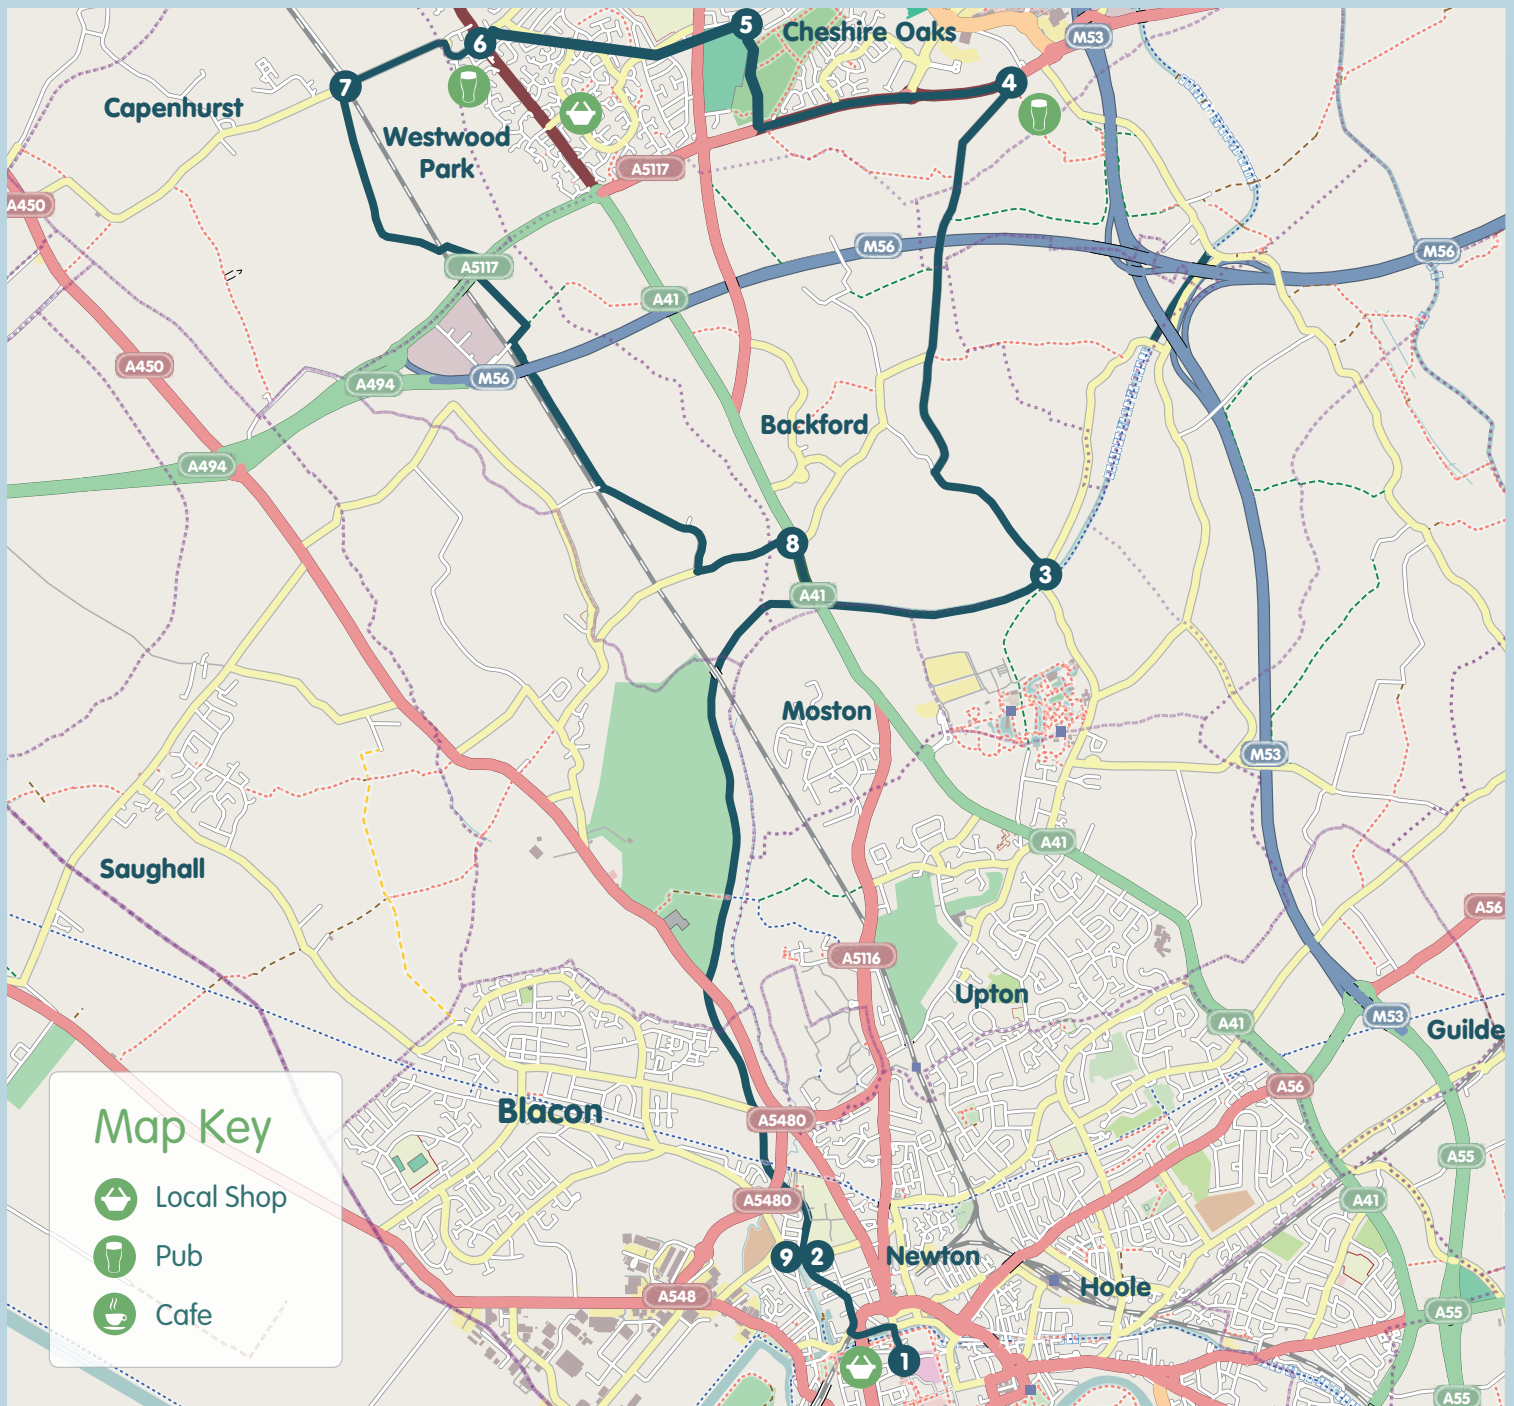 5
Cheshire Oaks
M53
6
4
7
Capenhurst
Westwood
Park
A5117
A450
M56
M56
A5117
A41
A450
M56
A494
Backford
A494
8
3
A41
Moston
M53
A41
Saughall
A56
A5116
Upton
M53
A41
Guilde
A56
Map Key
Blacon
A5480
A55
Local Shop
A5480
A41
Pub
9
2
Newton
Hoole
A548
Cafe
A55
1
A55